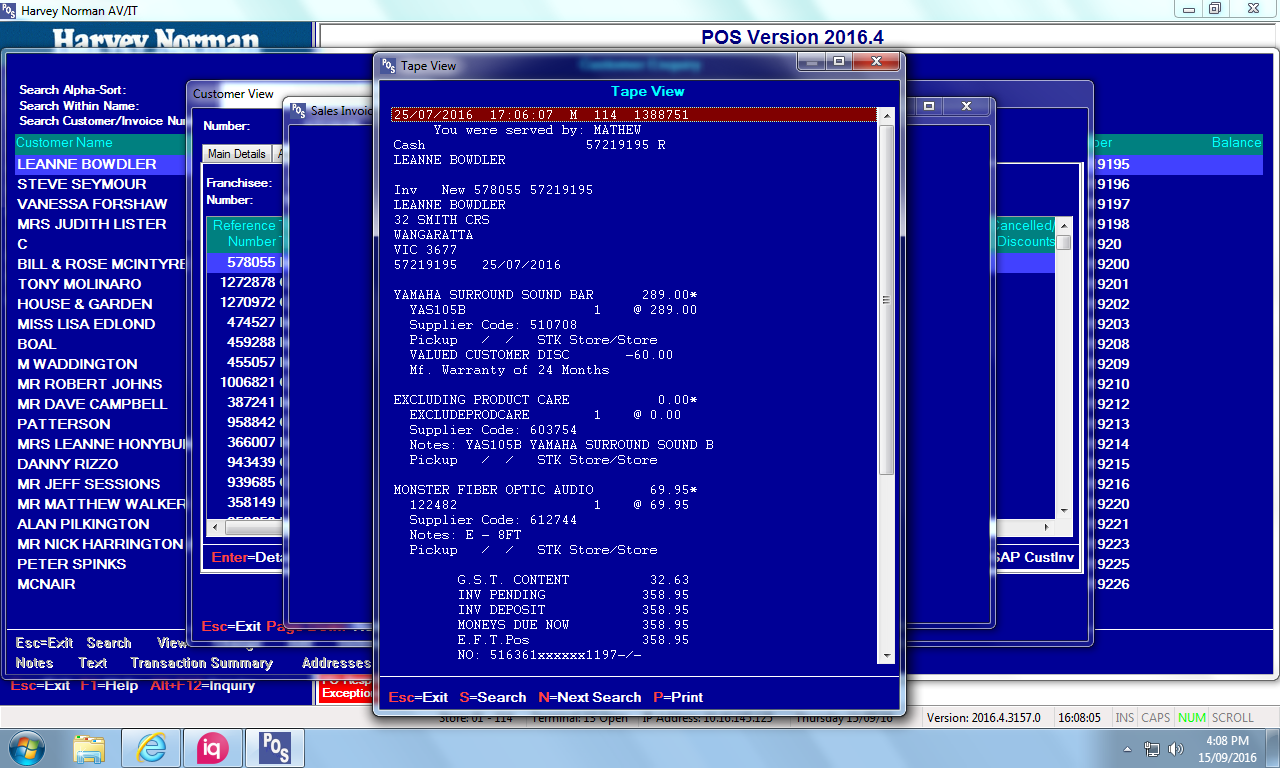 Harvey Norman AV/IT
Harvey Norman
POS Version 2016.4
Search Alpha-Sort:
Search Within Name:
Search Customer/Invoice Num
Customer Name
LEANNE BOWDLER
STEVE SEYMOUR
VANESSA FORSHAW
MRS JUDITH LISTER
C
BILL & ROSE MCINTYRE
TONY MOLINARO
HOUSE & GARDEN
MISS LISA EDLOND
BOAL
M WADDINGTON
MR ROBERT JOHNS
MR DAVE CAMPBELL
PATTERSON
MRS LEANNE HONYBU
DANNY RIZZO
MR JEFF SESSIONS
MR MATTHEW WALKER
ALAN PILKINGTON
MR NICK HARRINGTON
PETER SPINKS
MCNAIR
Esc=Exit Search View
Notes Text Transaction Summary Addresses
Esc=Exit F1=Help Alt+F12=Inquiry
Customer View
Number:
Main Details
Franchisee:
Number:
Reference
Number
578055
1272878
1270972
474527
459288
455057
1006821
387241
958842
366007
943439
939685
358149
Enter=Deta
Esc=Exit
Sales Invoic
Customer Enquiry
Tape View
Tape View
25/07/2016 17:06:07 M 114 1388751
You were served by: MATHEW
Cash 57219195 R
LEANNE BOWDLER
Inv New 578055 57219195
LEANNE BOWDLER
32 SMITH CRS
WANGARATTA
VIC 3677
57219195 25/07/2016
YAMAHA SURROUND SOUND BAR 289.00*
YAS105B 1 @ 289.00
Supplier Code: 510708
Pickup / / STK Store/Store
VALUED CUSTOMER DISC -60.00
Mf. Warranty of 24 Months
EXCLUDING PRODUCT CARE 0.00*
EXCLUDEPRODCARE 1 @ 0.00
Supplier Code: 603754
Notes: YAS105B YAMAHA SURROUND SOUND B
Pickup / / STK Store/Store
MONSTER FIBER OPTIC AUDIO 69.95*
122482 1 @ 69.95
Supplier Code: 612744
Notes: E - 8FT
Pickup / / STK Store/Store
G.S.T. CONTENT 32.63
INV PENDING 358.95
INV DEPOSIT 358.95
MONEYS DUE NOW 358.95
E.F.T.Pos 358.95
NO: 516361xxxxxx1197-/-
Esc=Exit S=Search N=Next Search P=Print
Cancelled/
Discounts
SAP CustInv
ber Balance
9195
9196
9197
9198
920
9200
9201
9202
9203
9208
9209
9210
9212
9213
9214
9215
9216
9220
9221
9223
9225
9226
Exception
Store: 01 - 114 Terminal: 13 Open IP Address: 10.16.145.125 Thursday 15/09/16 Version: 2016.4.3157.0 16:08:05 INS CAPS NUM SCROLL
iq
PoS
4:08 PM
15/09/2016